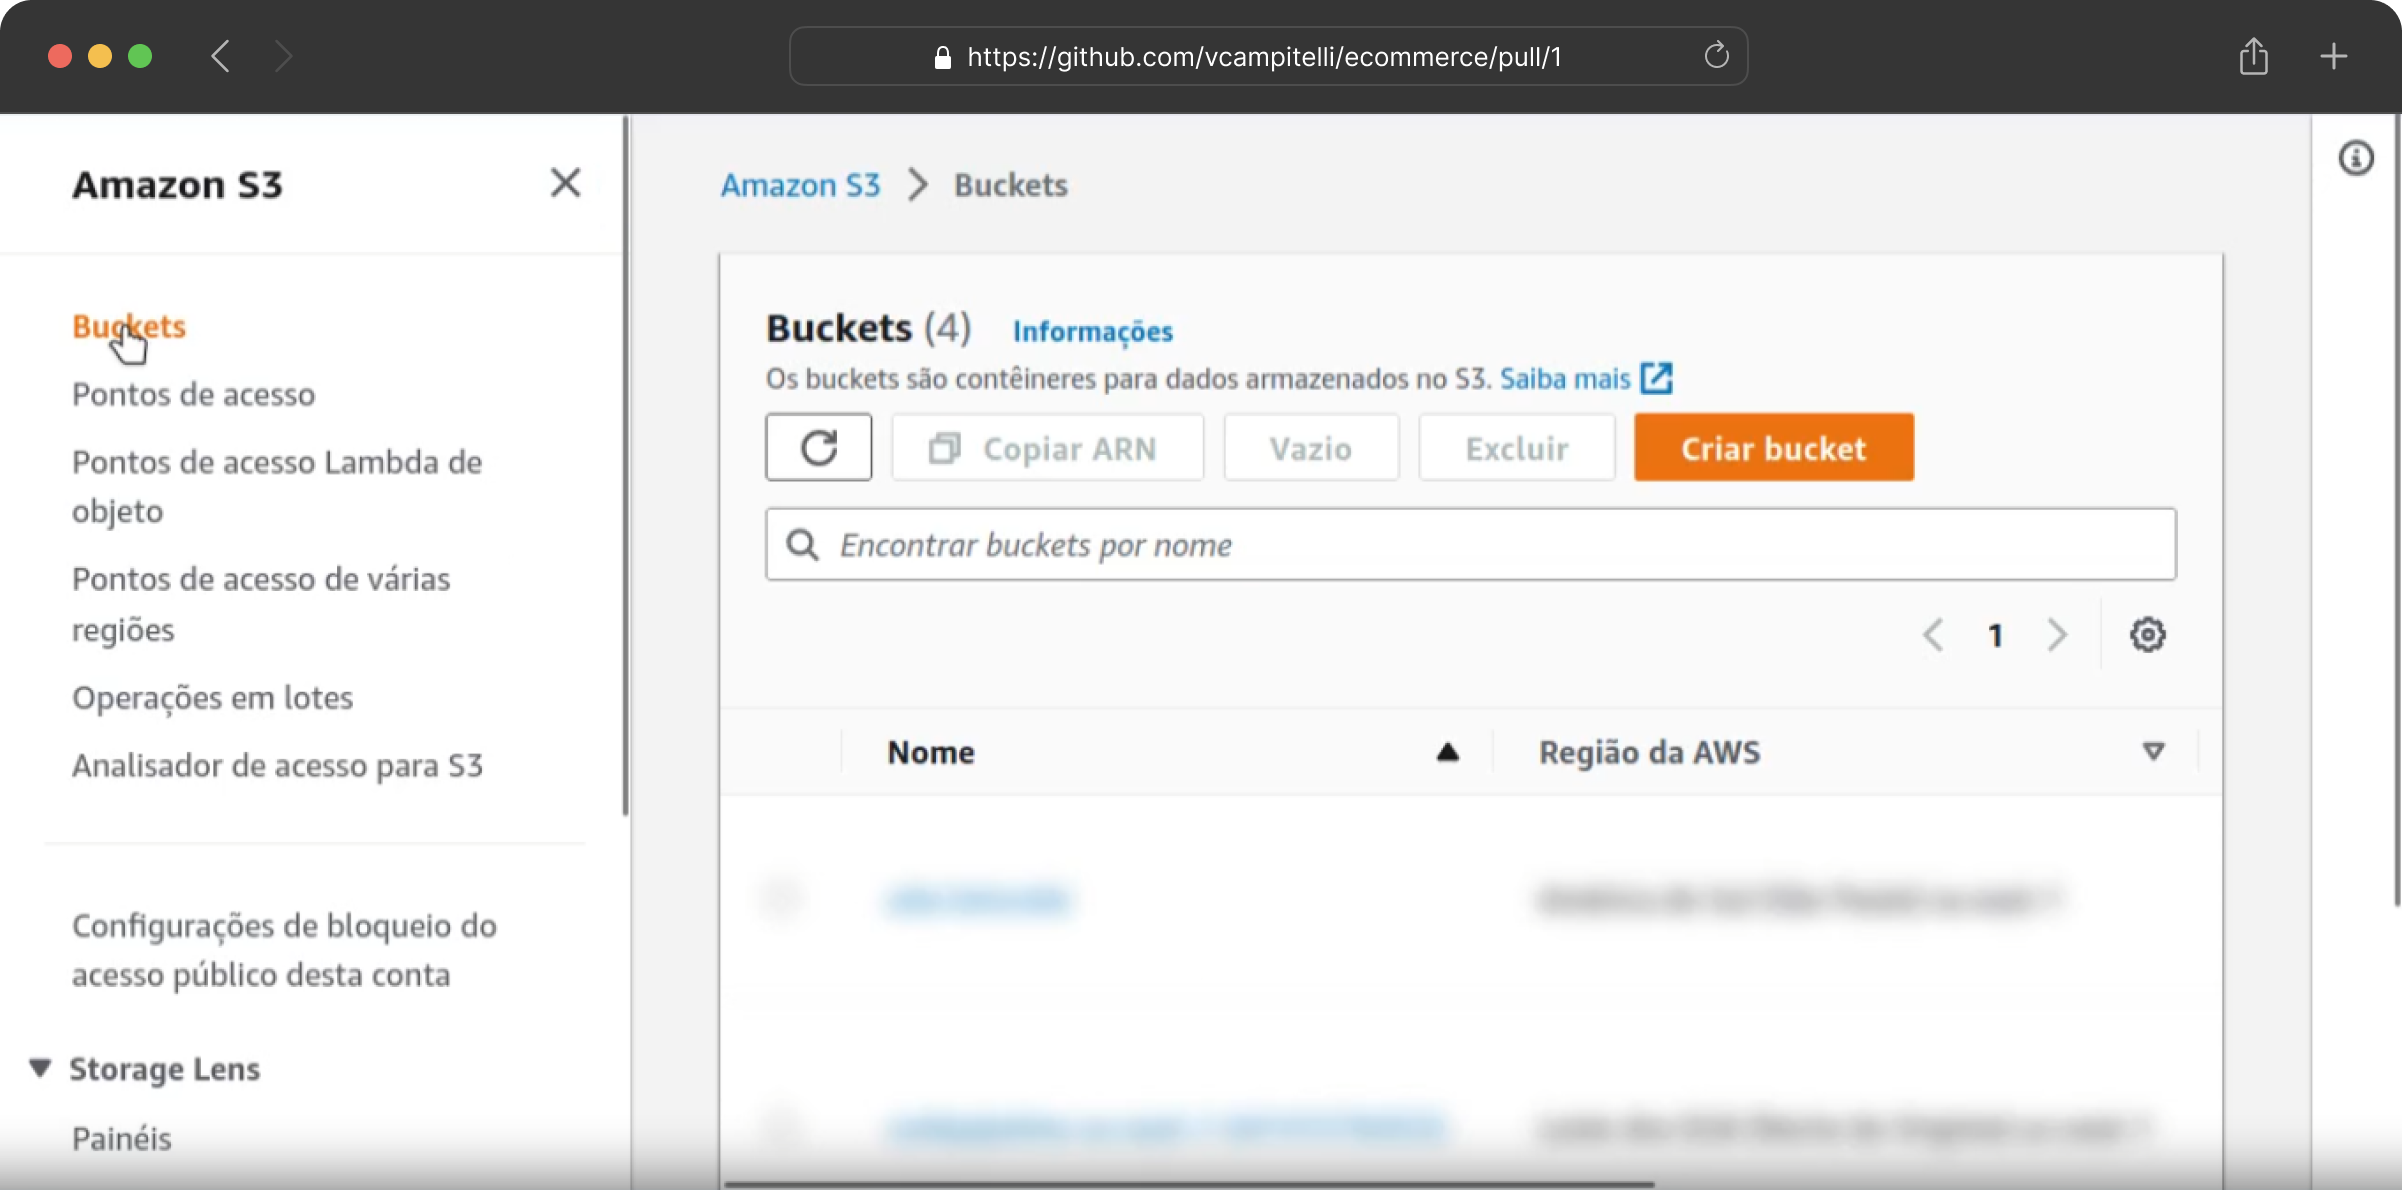 https://github.com/vcampitelli/ecommerce/pull/1
Amazon S3
Buckets
Pontos de acesso
Pontos de acesso Lambda de
objeto
Pontos de acesso de várias
regiões
Operações em lotes
Analisador de acesso para S3
Configurações de bloqueio do
acesso público desta conta
Storage Lens
Painéis
Amazon S3 > Buckets
Buckets (4) Informações
Os buckets são contêineres para dados armazenados no S3. Saiba mais
Copiar ARN Vazio Excluir Criar bucket
Encontrar buckets por nome
1
Nome Região da AWS